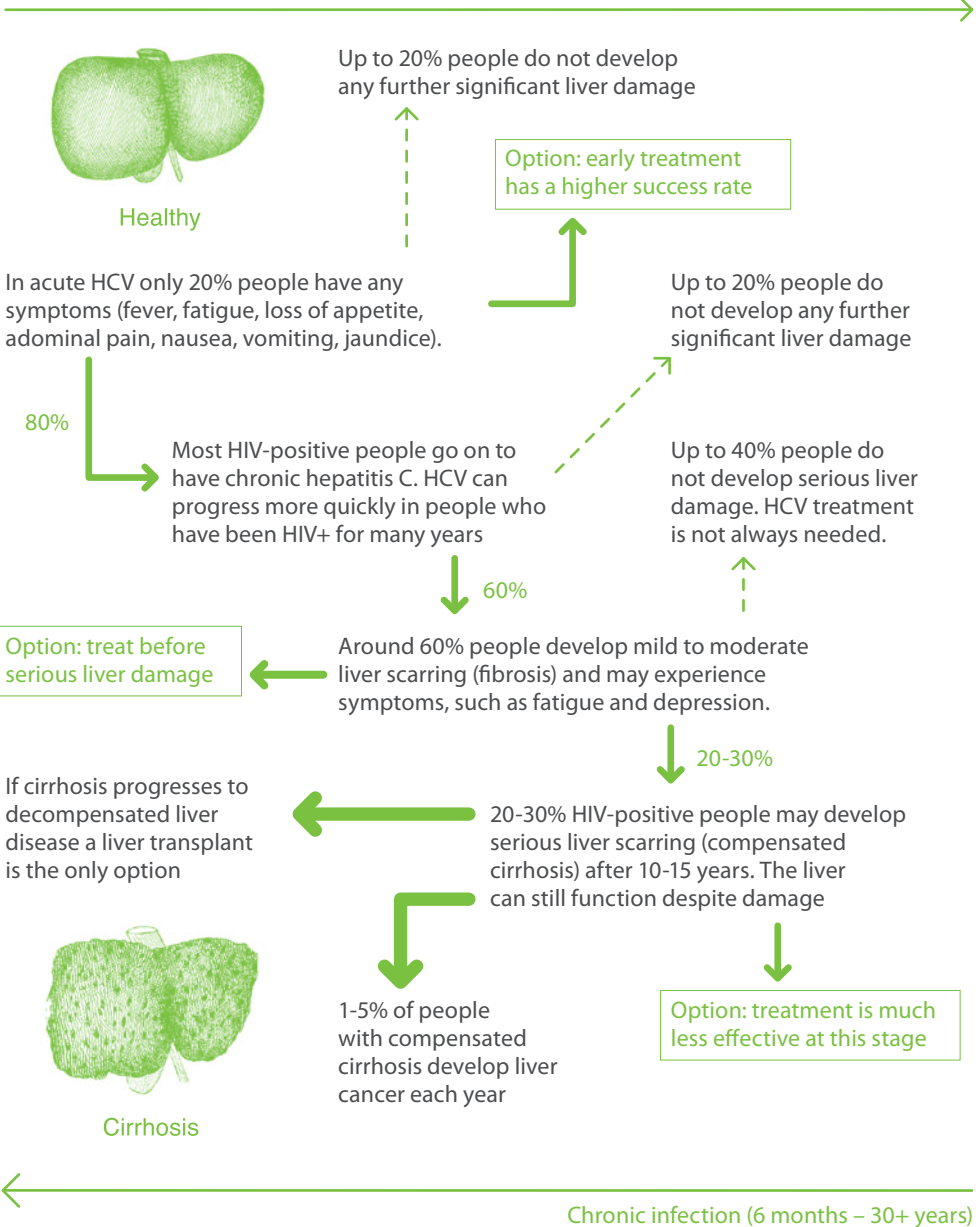 Up to 20% people do not develop
any further significant liver damage
Option: early treatment
has a higher success rate
Healthy
In acute HCV only 20% people have any
symptoms (fever, fatigue, loss of appetite,
adominal pain, nausea, vomiting, jaundice).
Up to 20% people do
not develop any further
significant liver damage
80%
Most HIV-positive people go on to
have chronic hepatitis C. HCV can
progress more quickly in people who
have been HIV+ for many years
Up to 40% people do
not develop serious liver
damage. HCV treatment
is not always needed.
60%
Option: treat before
serious liver damage
Around 60% people develop mild to moderate
liver scarring (fibrosis) and may experience
symptoms, such as fatigue and depression.
20-30%
If cirrhosis progresses to
decompensated liver
disease a liver transplant
is the only option
20-30% HIV-positive people may develop
serious liver scarring (compensated
cirrhosis) after 10-15 years. The liver
can still function despite damage
1-5% of people
with compensated
cirrhosis develop liver
cancer each year
Option: treatment is much
less effective at this stage
Cirrhosis
Chronic infection (6 months – 30+ years)